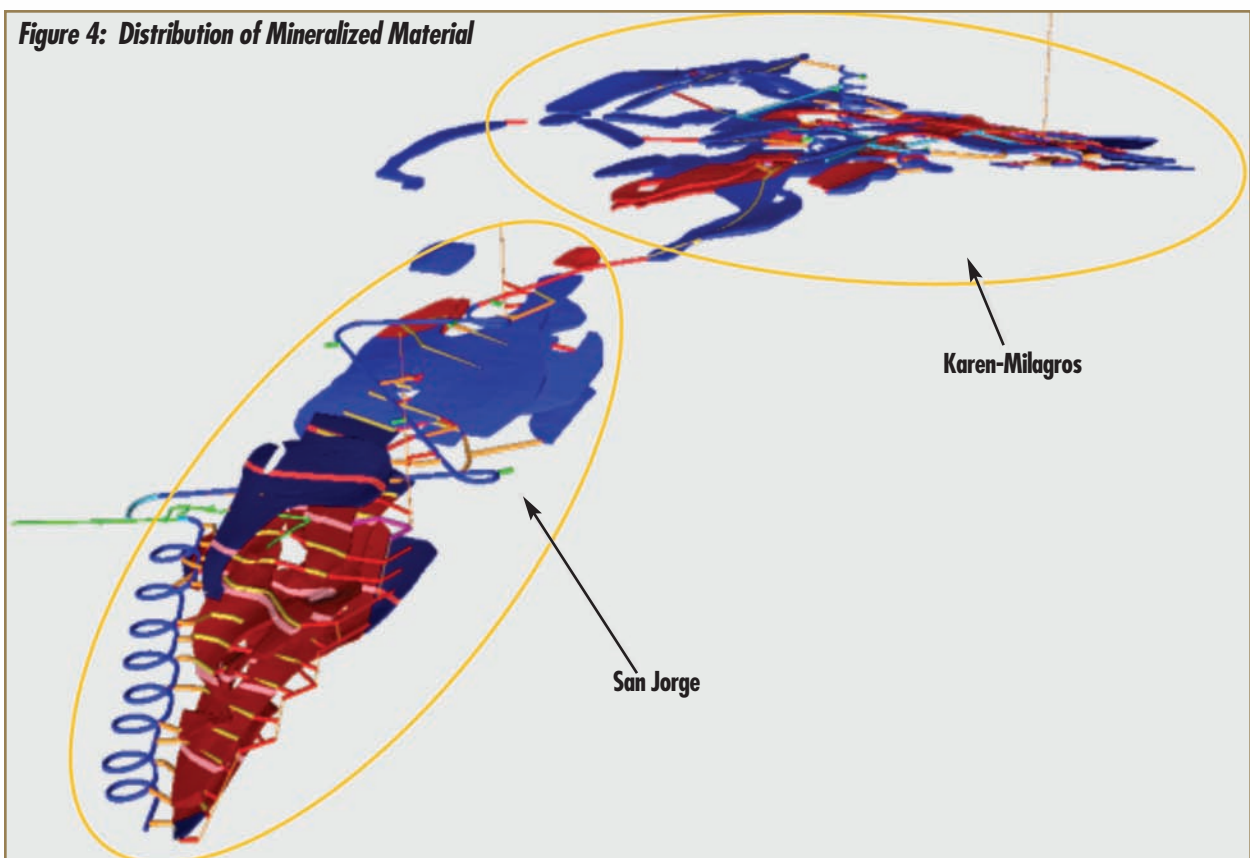 Figure 4: Distribution of Mineralized Material
Karen-Milagros
San Jorge